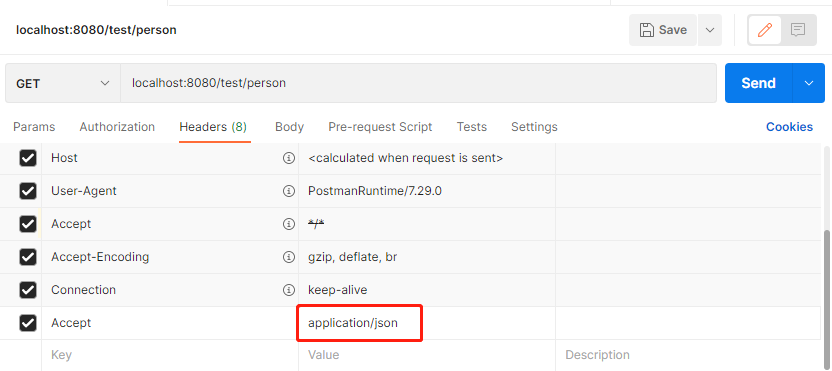 localhost:8080/test/person Save
GET localhost:8080/test/person Send
Params Authorization Headers (8) Body Pre-request Script Tests Settings Cookies
Host <calculated when request is sent>
User-Agent PostmanRuntime/7.29.0
Accept */*
Accept-Encoding gzip, deflate, br
Connection keep-alive
Accept application/json
Key Value Description